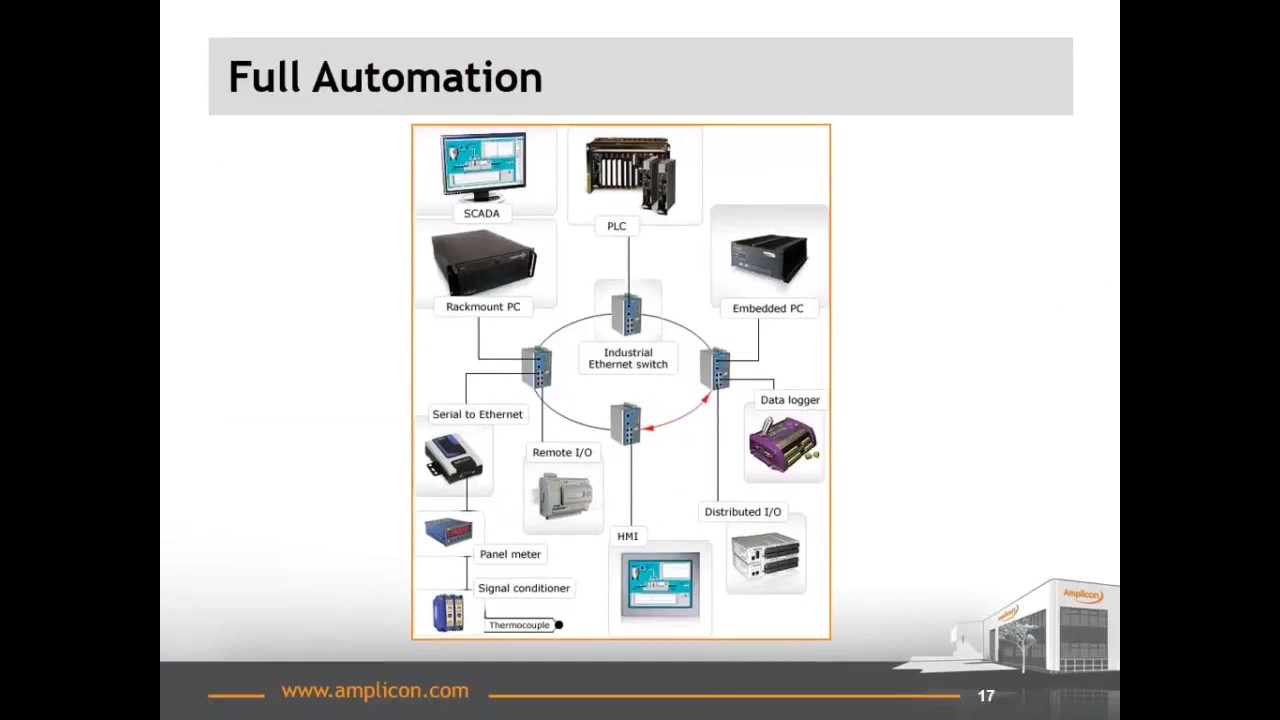 Full Automation
SCADA
PLC
Rackmount PC
Embedded PC
Industrial
Ethernet switch
Data logger
Serial to Ethernet
Remote I/O
Distributed I/O
HMI
Panel meter
Signal conditioner
Thermocouple
Amplicon
Amplicon
www.amplicon.com
17